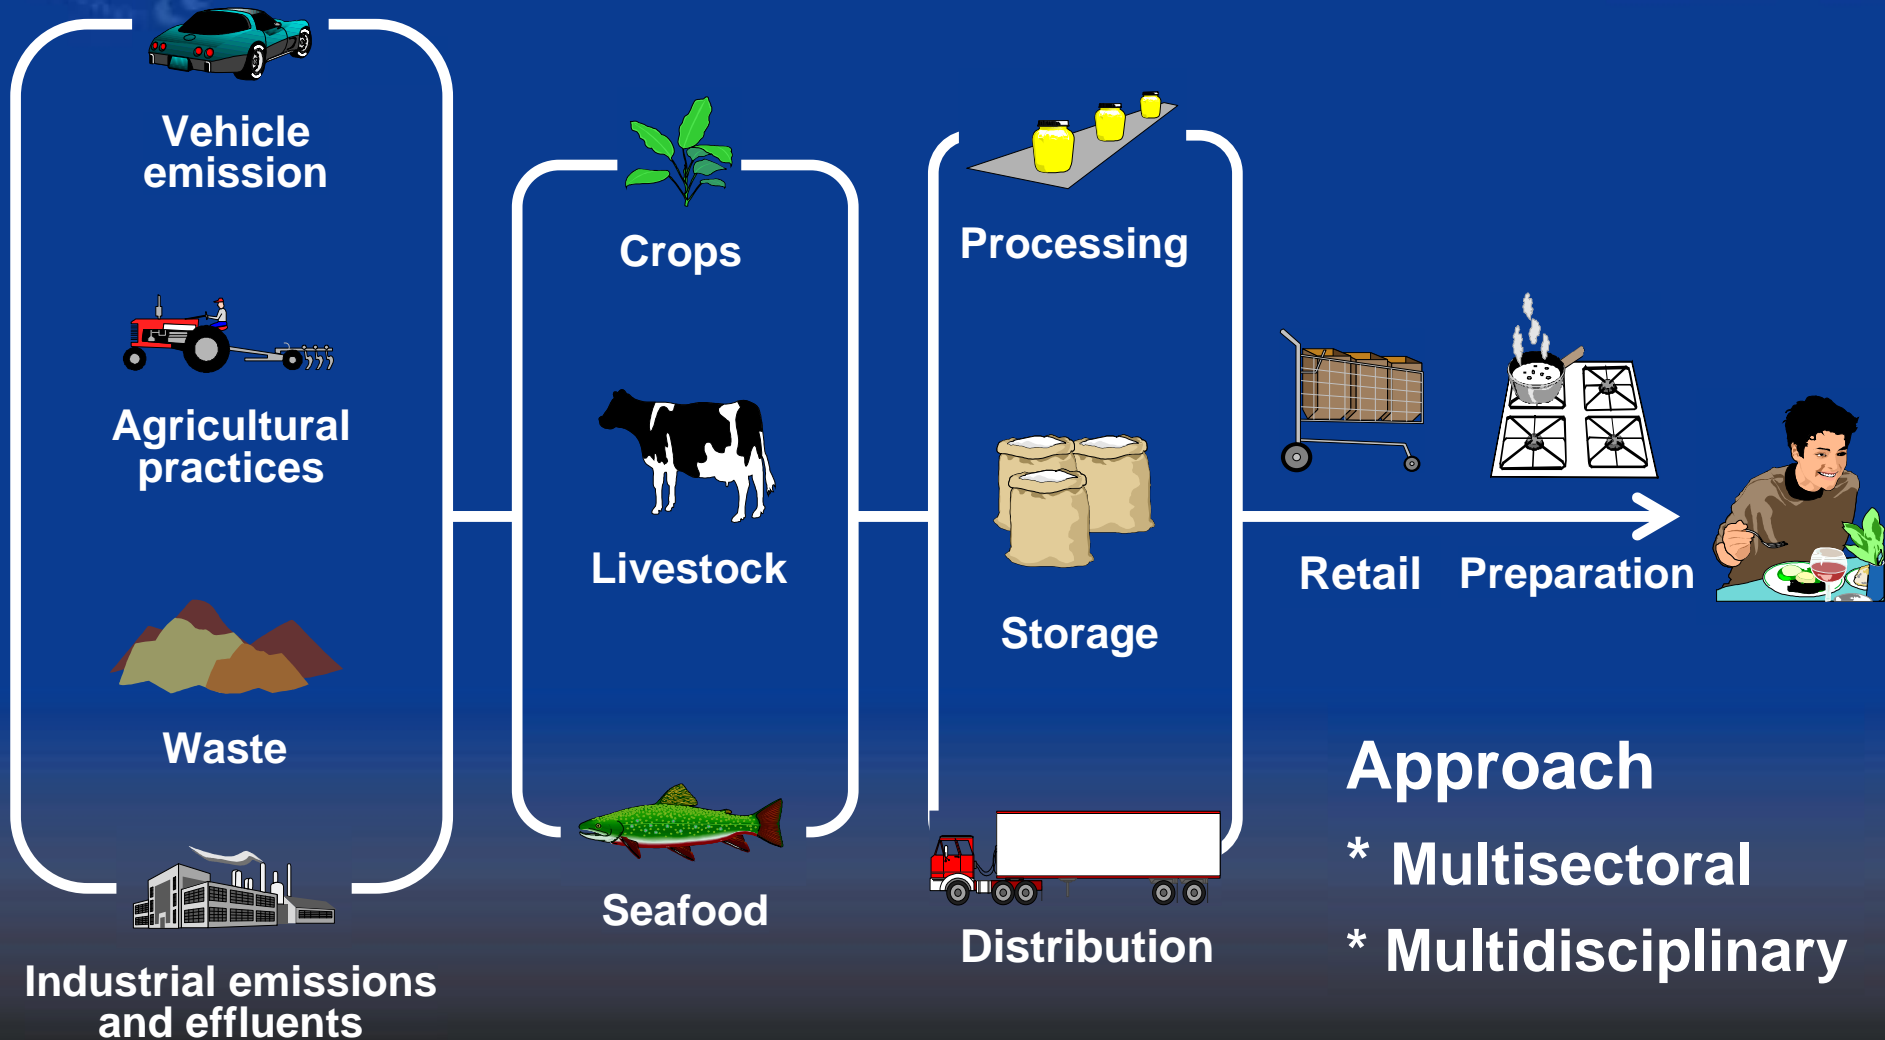 Vehicle
emission
Agricultural
practices
Waste
Industrial emissions
and effluents
Crops
Livestock
Seafood
Processing
Storage
Distribution
Retail
Preparation
Approach
* Multisectoral
* Multidisciplinary